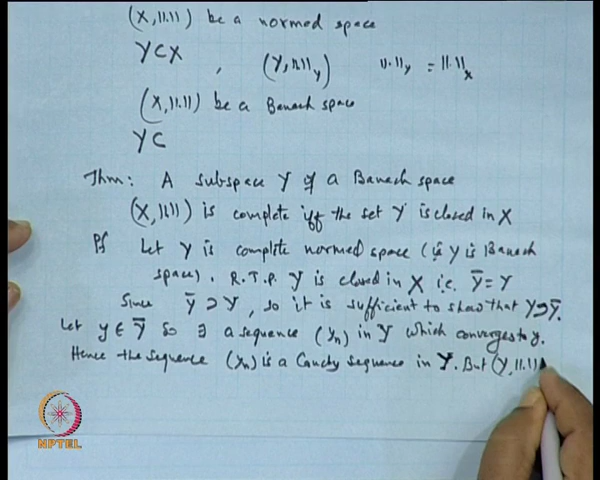 (X, ||.||) be a normed space
Y⊂X , (Y, ||.||_Y) ||.||_Y = ||.||_X
(X, ||.||) be a Banach space
Y⊂
Thm: A subspace Y of a Banach space
(X, ||.||) is complete iff the set Y is closed in X
Pf Let Y is complete normed space (ie Y is Banach
space). R.T.P. Y is closed in X i.e. Ȳ = Y
Since Ȳ ⊃ Y, so it is sufficient to show that Y ⊃ Ȳ.
Let y ∈ Ȳ So ∃ a sequence (yₙ) in Y which converges to y.
Hence the sequence (yₙ) is a Cauchy sequence in Y. But (Y, ||.||)
NPTEL